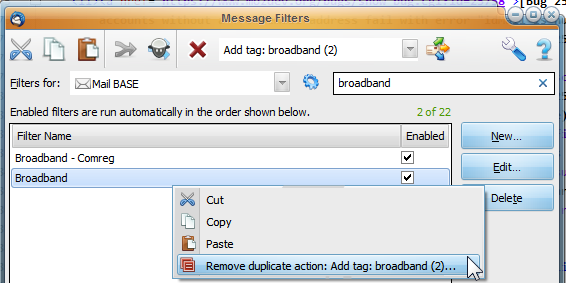 Message Filters
Add tag: broadband (2)
Filters for: Mail BASE
broadband
Enabled filters are run automatically in the order shown below. 2 of 22
Filter Name Enabled
New...
Broadband - Comreg
Edit...
Broadband
Delete
Cut
Copy
Paste
Remove duplicate action: Add tag: broadband (2)...